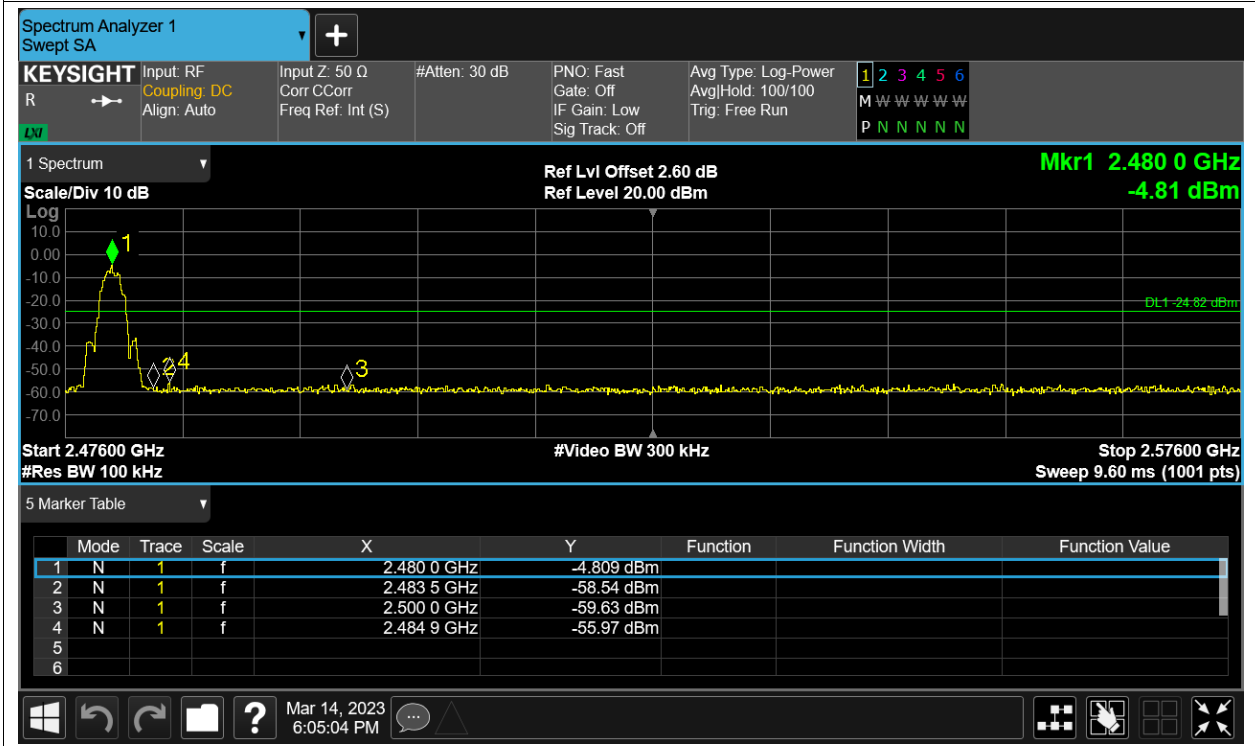 Spectrum Analyzer 1
Swept SA
+
KEYSIGHT Input: RF Input Z: 50 Ω #Atten: 30 dB PNO: Fast Avg Type: Log-Power 1 2 3 4 5 6
R Coupling: DC Corr CCorr Gate: Off Avg|Hold: 100/100 M W W W W W
Align: Auto Freq Ref: Int (S) IF Gain: Low Trig: Free Run
LXI Sig Track: Off P N N N N N
1 Spectrum Ref Lvl Offset 2.60 dB Mkr1 2.480 0 GHz
Scale/Div 10 dB Ref Level 20.00 dBm -4.81 dBm
Log
10.0
1
0.00
-10.0
-20.0
DL1 -24.82 dBm
-30.0
-40.0
2 4 3
-50.0
-60.0
-70.0
Start 2.47600 GHz #Video BW 300 kHz Stop 2.57600 GHz
#Res BW 100 kHz Sweep 9.60 ms (1001 pts)
5 Marker Table
Mode Trace Scale X Y Function Function Width Function Value
1 N 1 f 2.480 0 GHz -4.809 dBm
2 N 1 f 2.483 5 GHz -58.54 dBm
3 N 1 f 2.500 0 GHz -59.63 dBm
4 N 1 f 2.484 9 GHz -55.97 dBm
5
6
? Mar 14, 2023
6:05:04 PM